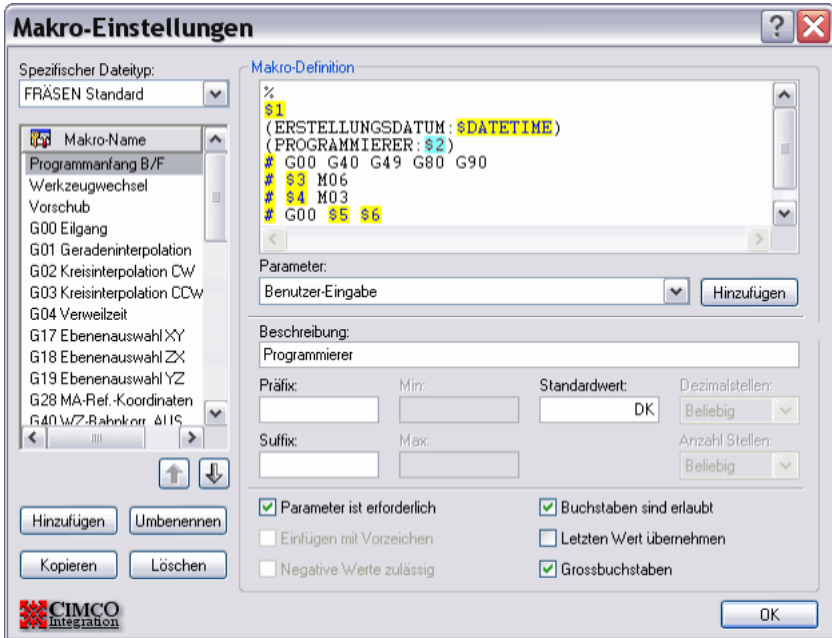 Makro-Einstellungen
Spezifischer Dateityp:
FRÄSEN Standard
Makro-Name
Programmanfang B/F
Werkzeugwechsel
Vorschub
G00 Eilgang
G01 Geradeninterpolation
G02 Kreisinterpolation CW
G03 Kreisinterpolation CCW
G04 Verweilzeit
G17 Ebenenauswahl XY
G18 Ebenenauswahl ZX
G19 Ebenenauswahl YZ
G28 MA-Ref.-Koordinaten
G40 WZ-Bahnkorr. AUS
Hinzufügen
Umbenennen
Kopieren
Löschen
CIMCO
Integration
Makro-Definition
%
$1
(ERSTELLUNGSDATUM:$DATETIME)
(PROGRAMMIERER:$2)
# G00 G40 G49 G80 G90
# $3 M06
# $4 M03
# G00 $5 $6
Parameter:
Benutzer-Eingabe
Hinzufügen
Beschreibung:
Programmierer
Präfix:
Min:
Standardwert:
Dezimalstellen:
DK
Beliebig
Suffix:
Max:
Anzahl Stellen:
Beliebig
Parameter ist erforderlich
Buchstaben sind erlaubt
Einfügen mit Vorzeichen
Letzten Wert übernehmen
Negative Werte zulässig
Grossbuchstaben
OK